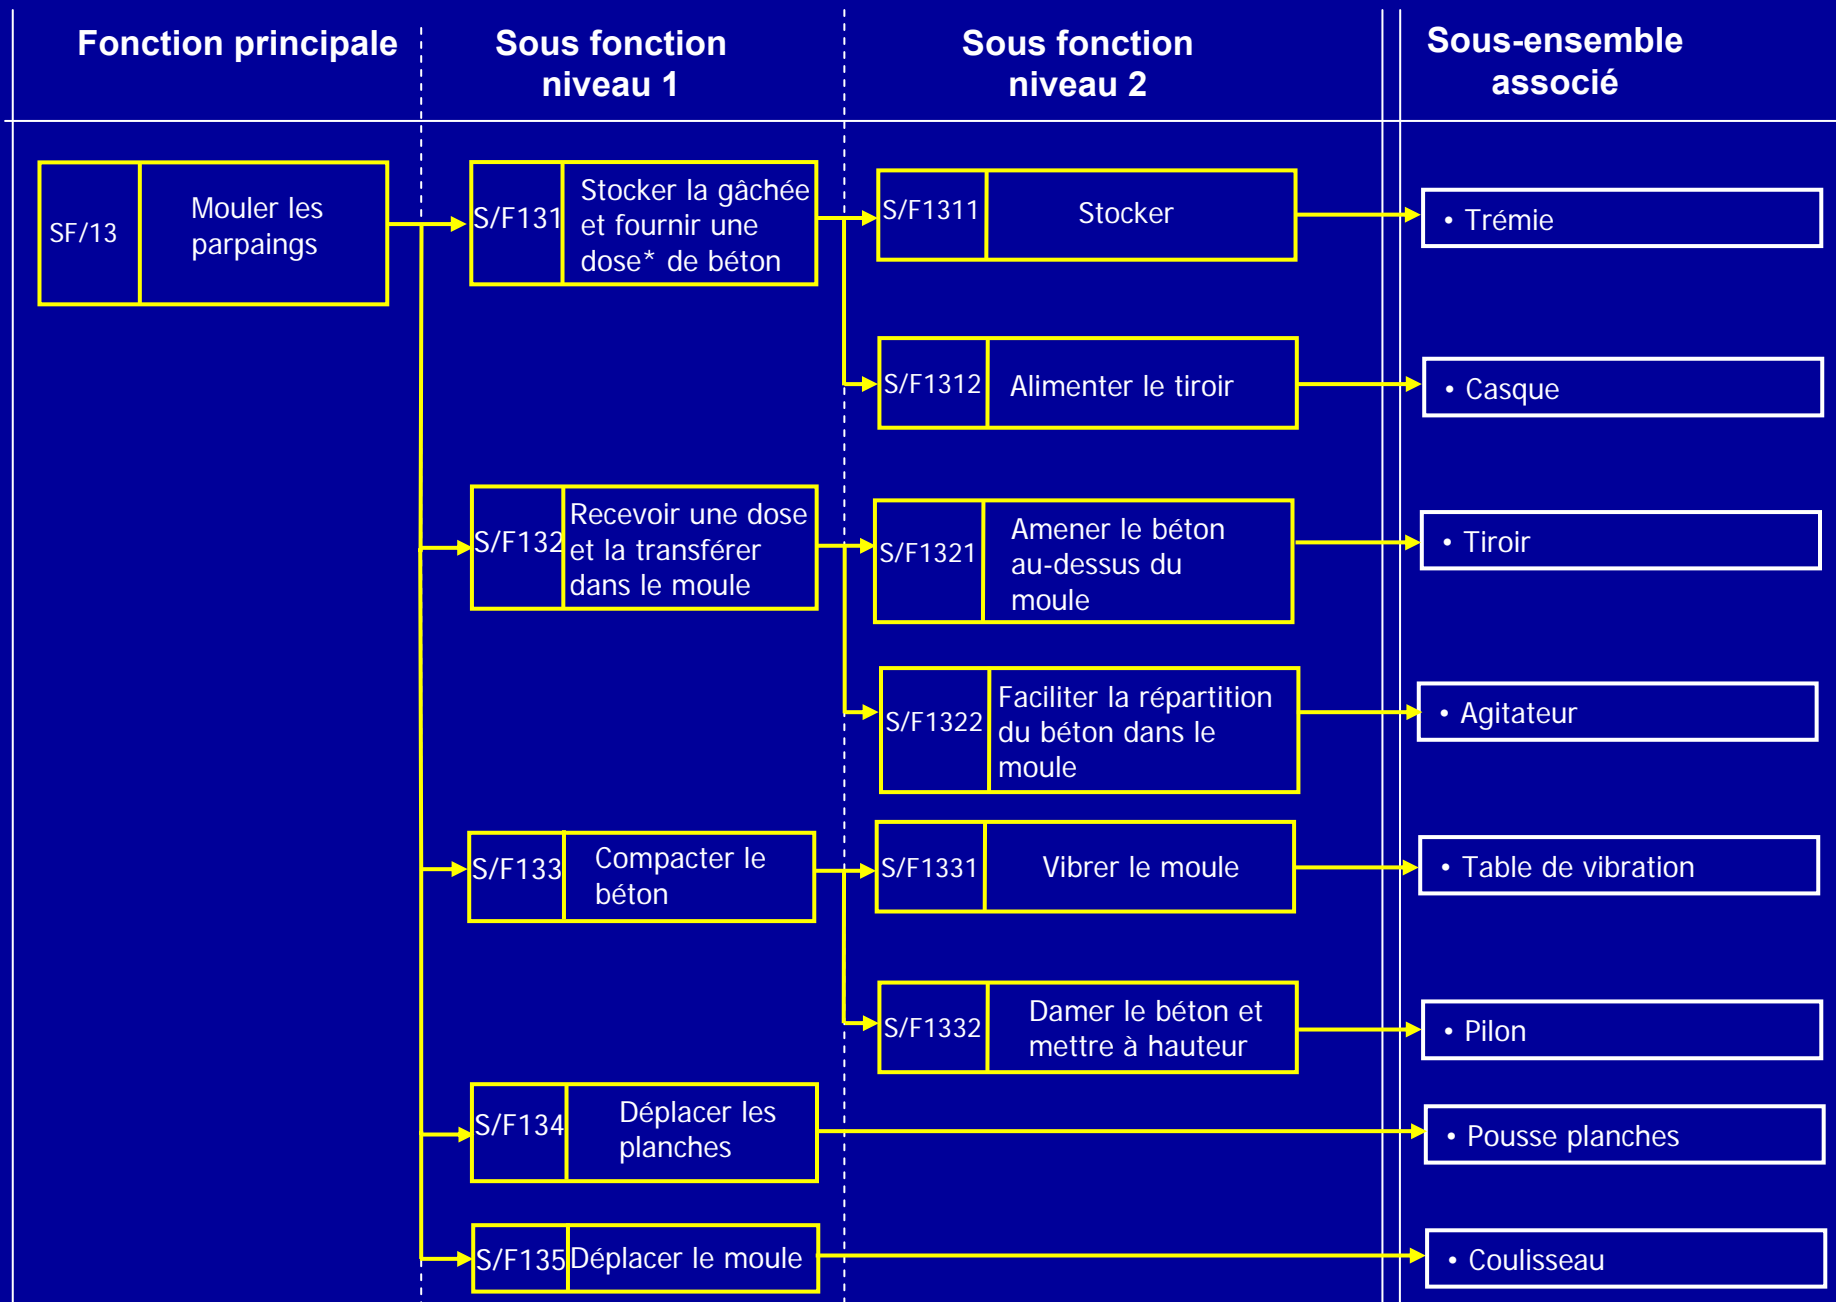 Fonction principale
Sous fonction
niveau 1
Sous fonction
niveau 2
Sous-ensemble
associé
SF/13
Mouler les
parpaings
S/F131
Stocker la gâchée
et fournir une
dose* de béton
S/F1311
Stocker
• Trémie
S/F1312
Alimenter le tiroir
• Casque
S/F132
Recevoir une dose
et la transférer
dans le moule
S/F1321
Amener le béton
au-dessus du
moule
• Tiroir
S/F1322
Faciliter la répartition
du béton dans le
moule
• Agitateur
S/F133
Compacter le
béton
S/F1331
Vibrer le moule
• Table de vibration
S/F1332
Damer le béton et
mettre à hauteur
• Pilon
S/F134
Déplacer les
planches
• Pousse planches
S/F135
Déplacer le moule
• Coulisseau